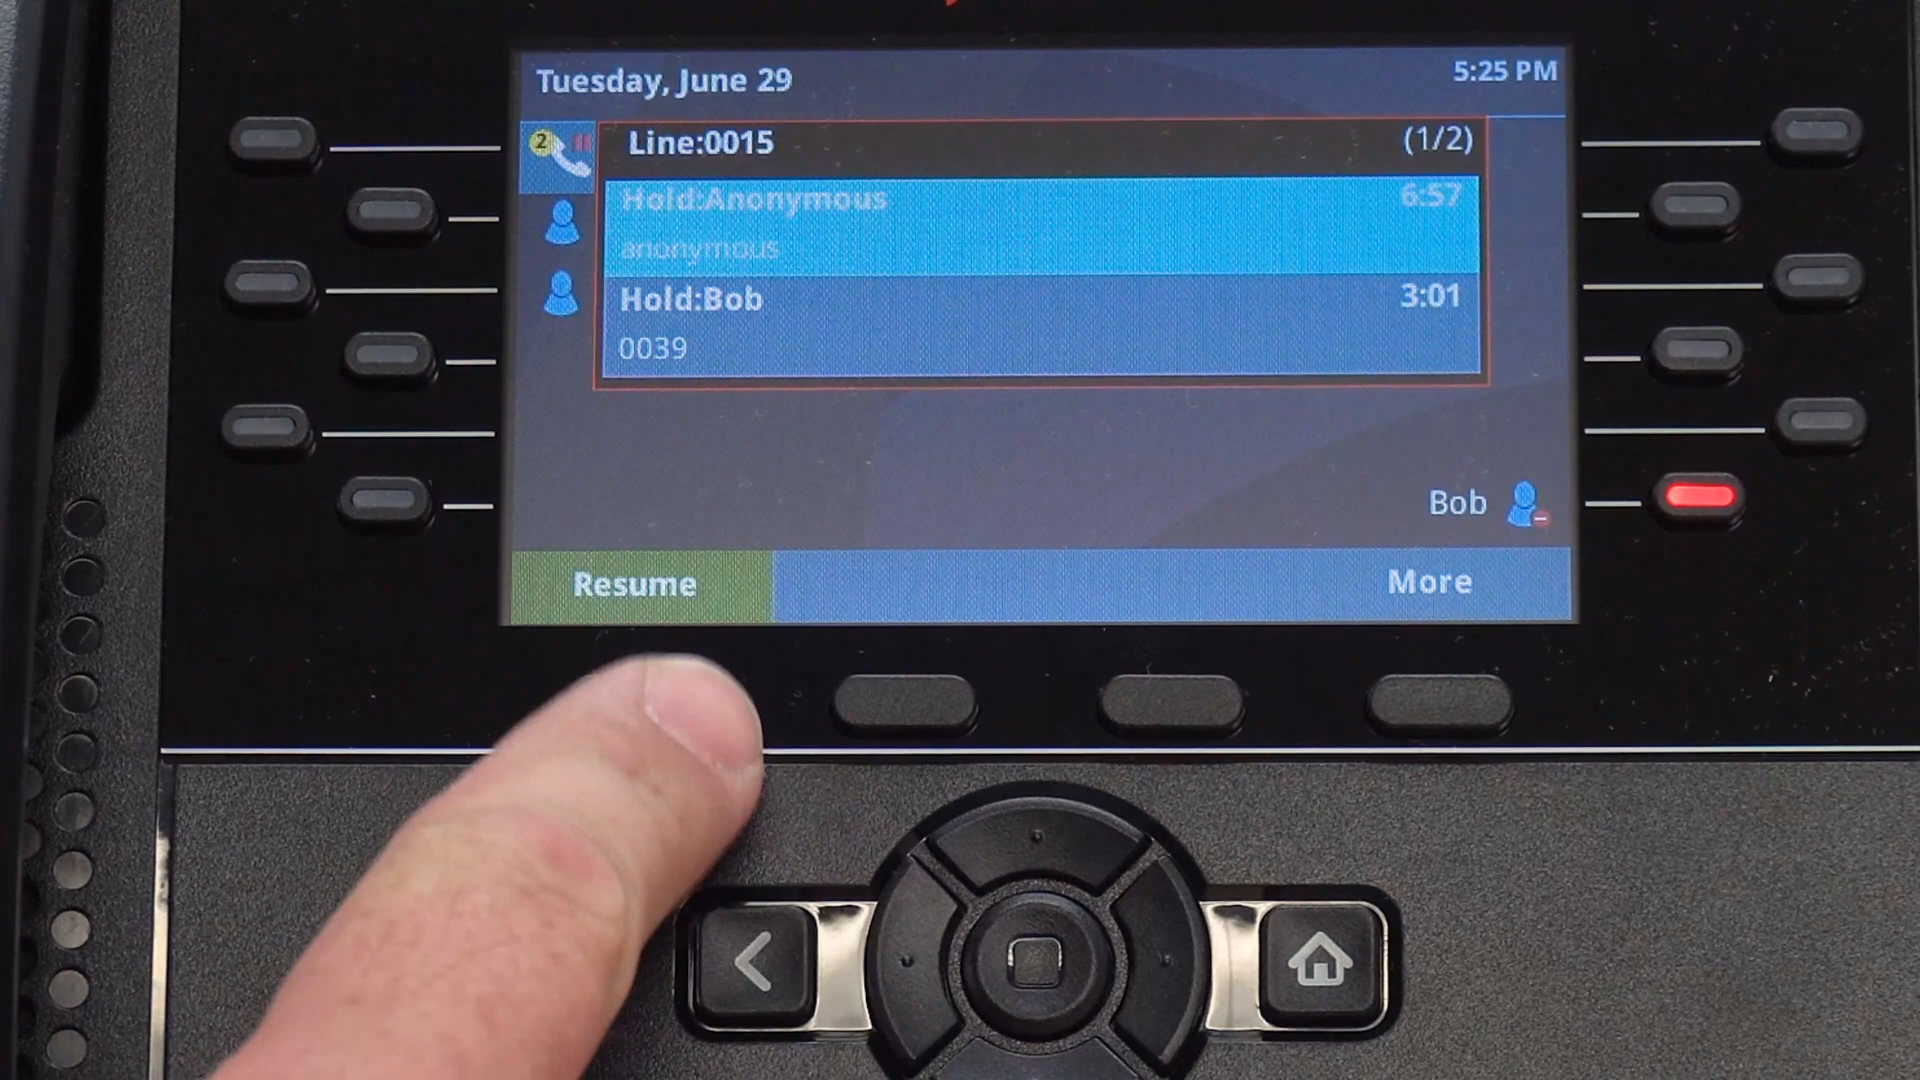 Tuesday, June 29
5:25 PM
2
Line:0015
(1/2)
Hold:Anonymous
6:57
anonymous
Hold:Bob
3:01
0039
Bob
Resume
More